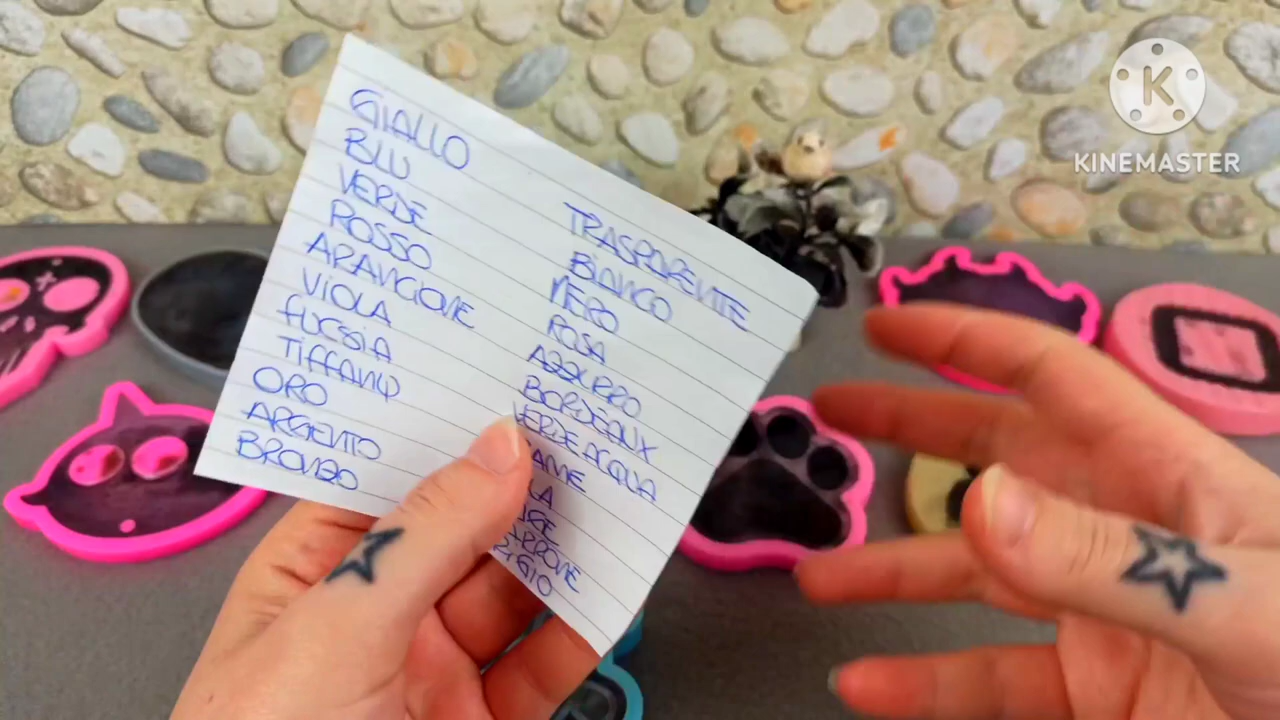 GIALLO
BLU
VERDE
ROSSO
ARANCIONE
VIOLA
FUCSIA
TIFFANY
ORO
ARGENTO
BRONZO
TRASPARENTE
BIANCO
NERO
ROSA
AZZURRO
BORDEAUX
VERDE ACQUA
KINEMASTER